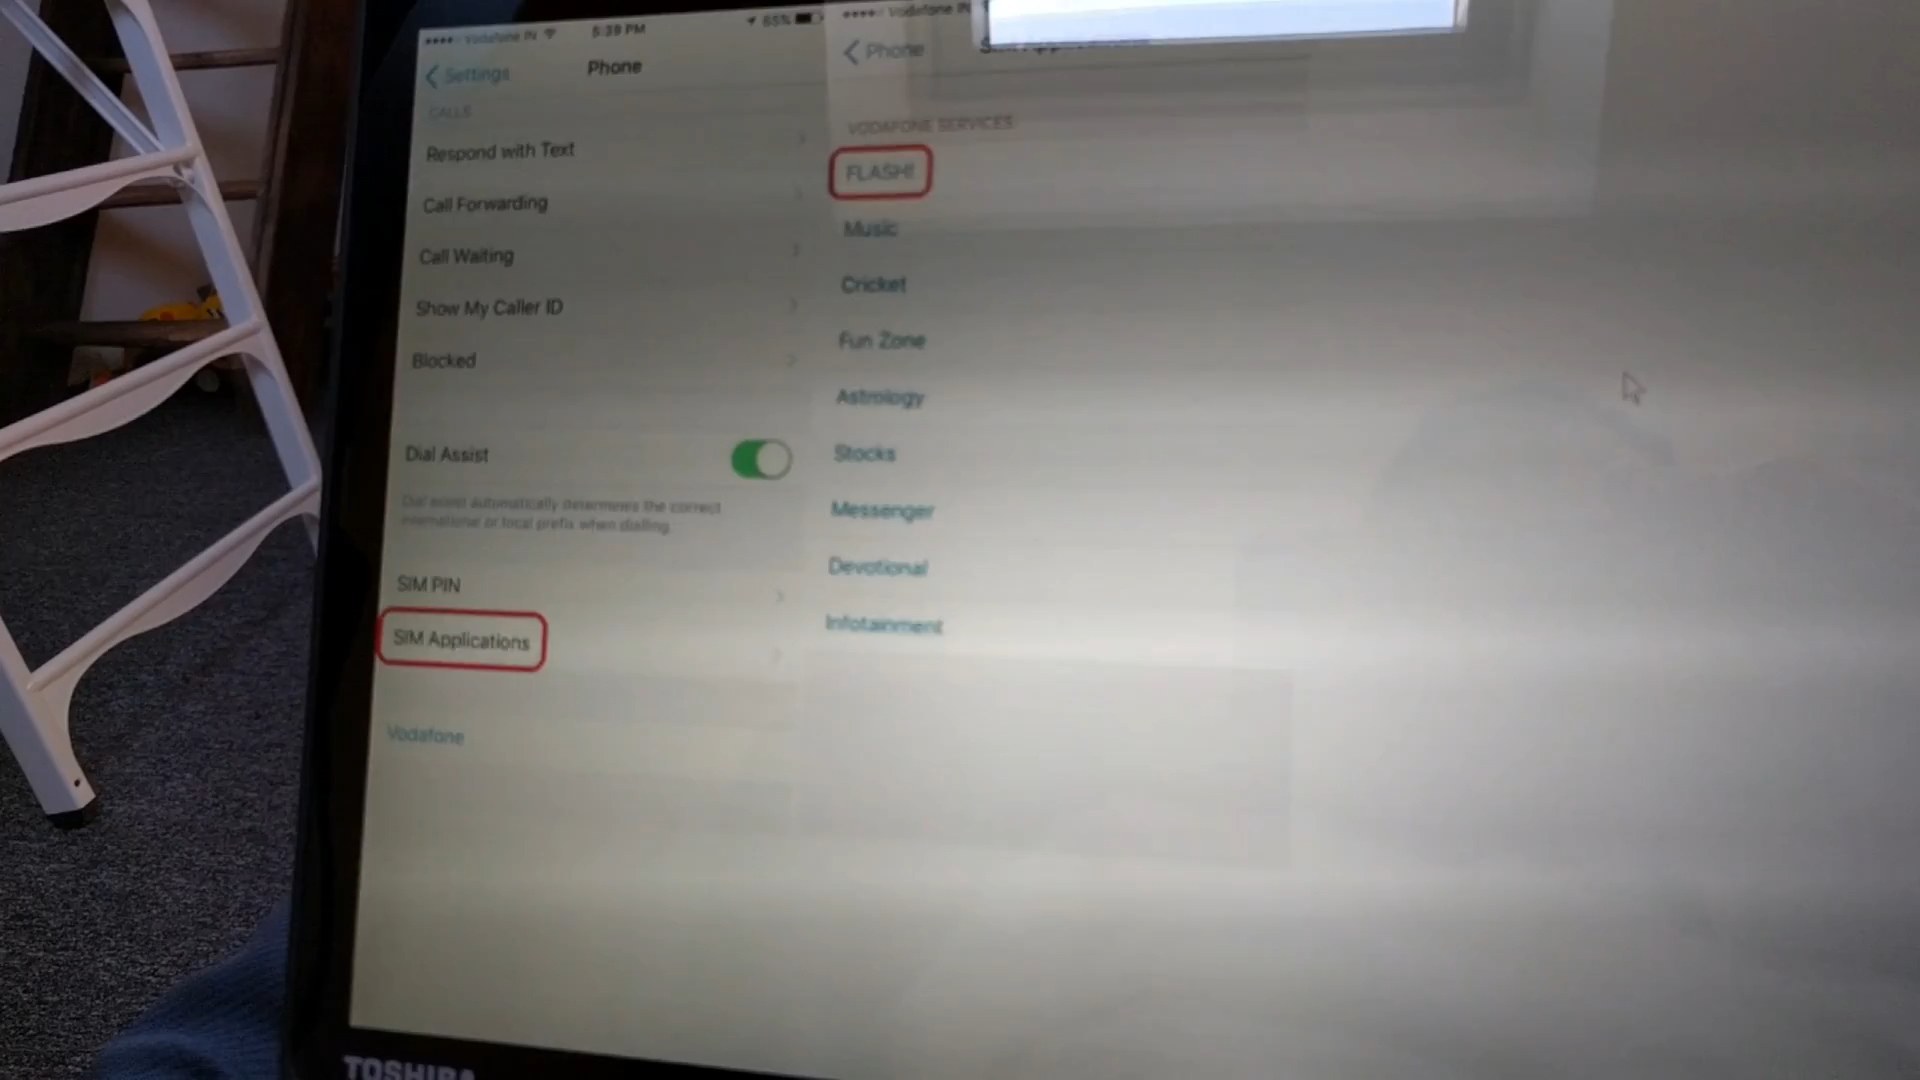 Vodafone IN 5:39 PM 65%
Settings Phone
CALLS
Respond with Text
Call Forwarding
Call Waiting
Show My Caller ID
Blocked
Dial Assist
Dial assist automatically determines the correct
international or local prefix when dialling.
SIM PIN
SIM Applications
Vodafone
Vodafone IN
Phone
VODAFONE SERVICES
FLASH!
Music
Cricket
Fun Zone
Astrology
Stocks
Messenger
Devotional
Infotainment
TOSHIBA